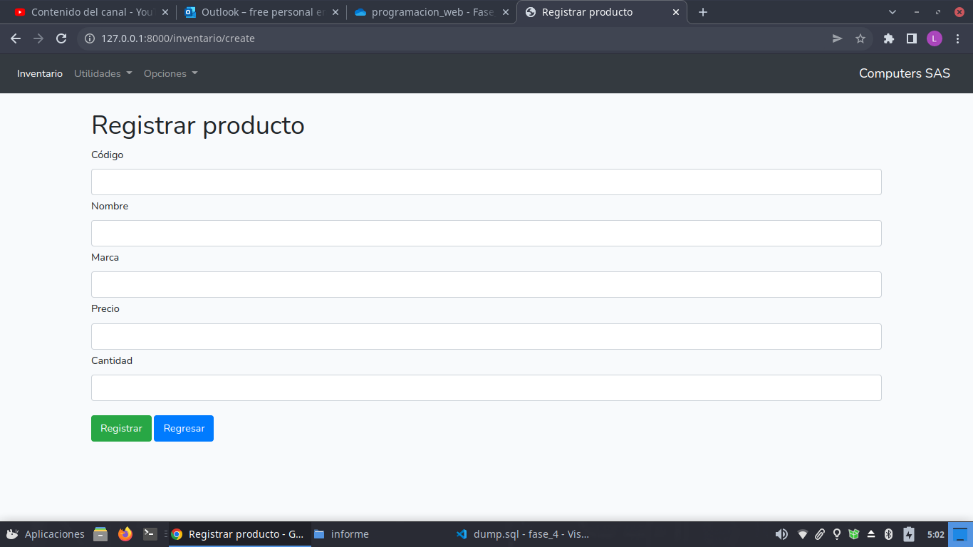 Contenido del canal - You
Outlook – free personal e
programacion_web - Fase
Registrar producto
127.0.0.1:8000/inventario/create
L
Inventario Utilidades Opciones Computers SAS
Registrar producto
Código
Nombre
Marca
Precio
Cantidad
Registrar Regresar
Aplicaciones Registrar producto - G... informe dump.sql - fase_4 - Vis... 5:02